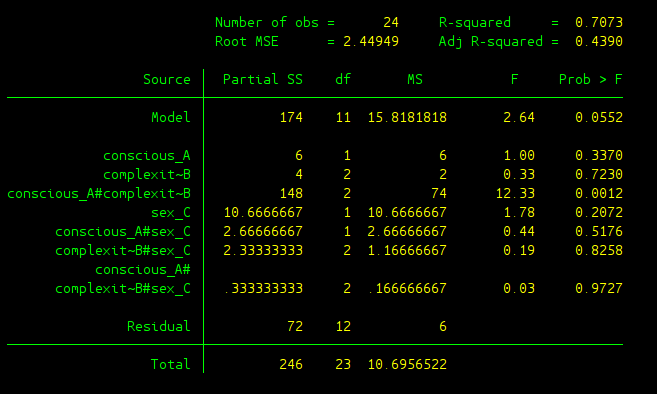 Number of obs = 24 R-squared = 0.7073
Root MSE = 2.44949 Adj R-squared = 0.4390
Source Partial SS df MS F Prob > F
Model 174 11 15.8181818 2.64 0.0552
conscious_A 6 1 6 1.00 0.3370
complexit~B 4 2 2 0.33 0.7230
conscious_A#complexit~B 148 2 74 12.33 0.0012
sex_C 10.6666667 1 10.6666667 1.78 0.2072
conscious_A#sex_C 2.66666667 1 2.66666667 0.44 0.5176
complexit~B#sex_C 2.33333333 2 1.16666667 0.19 0.8258
conscious_A#
complexit~B#sex_C .333333333 2 .166666667 0.03 0.9727
Residual 72 12 6
Total 246 23 10.6956522